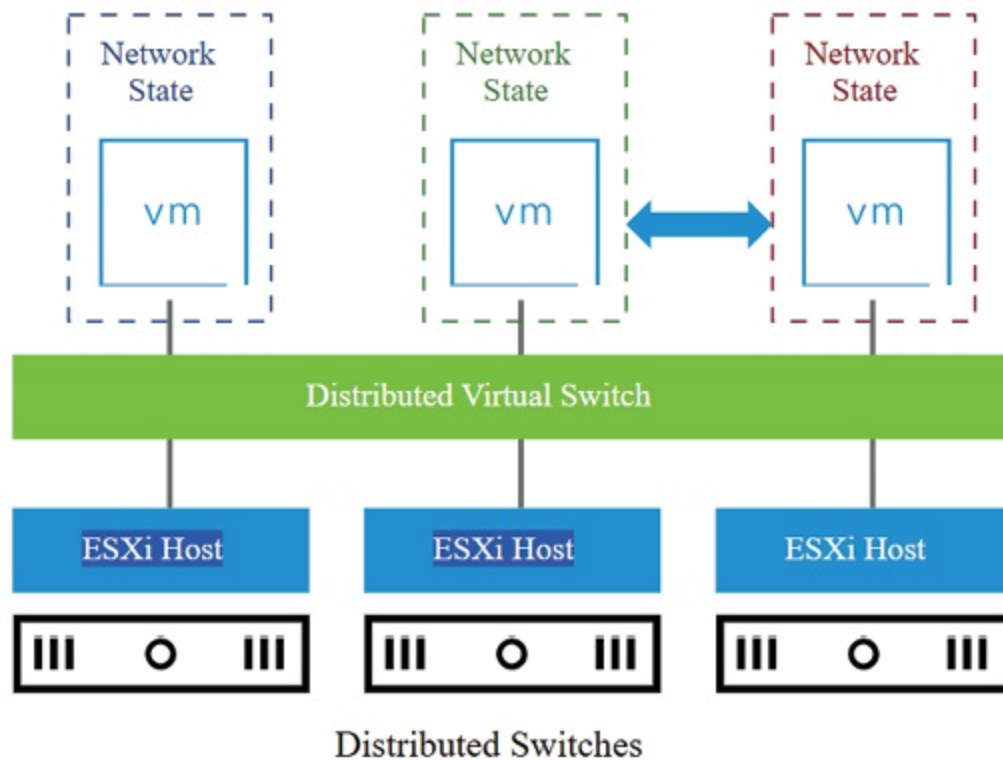 Network
State
Network
State
Network
State
vm
vm
vm
Distributed Virtual Switch
ESXi Host
ESXi Host
ESXi Host
Distributed Switches